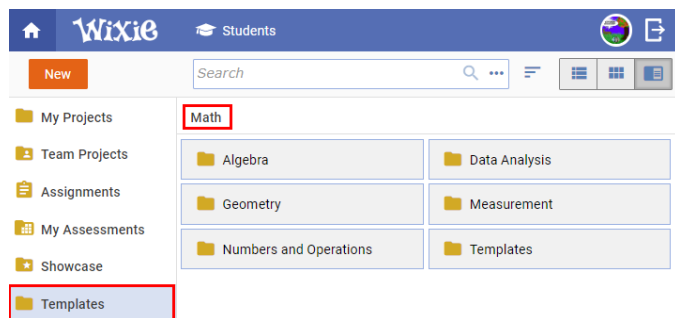 Wixie
Students
New
Search
My Projects
Team Projects
Assignments
My Assessments
Showcase
Templates
Math
Algebra
Data Analysis
Geometry
Measurement
Numbers and Operations
Templates